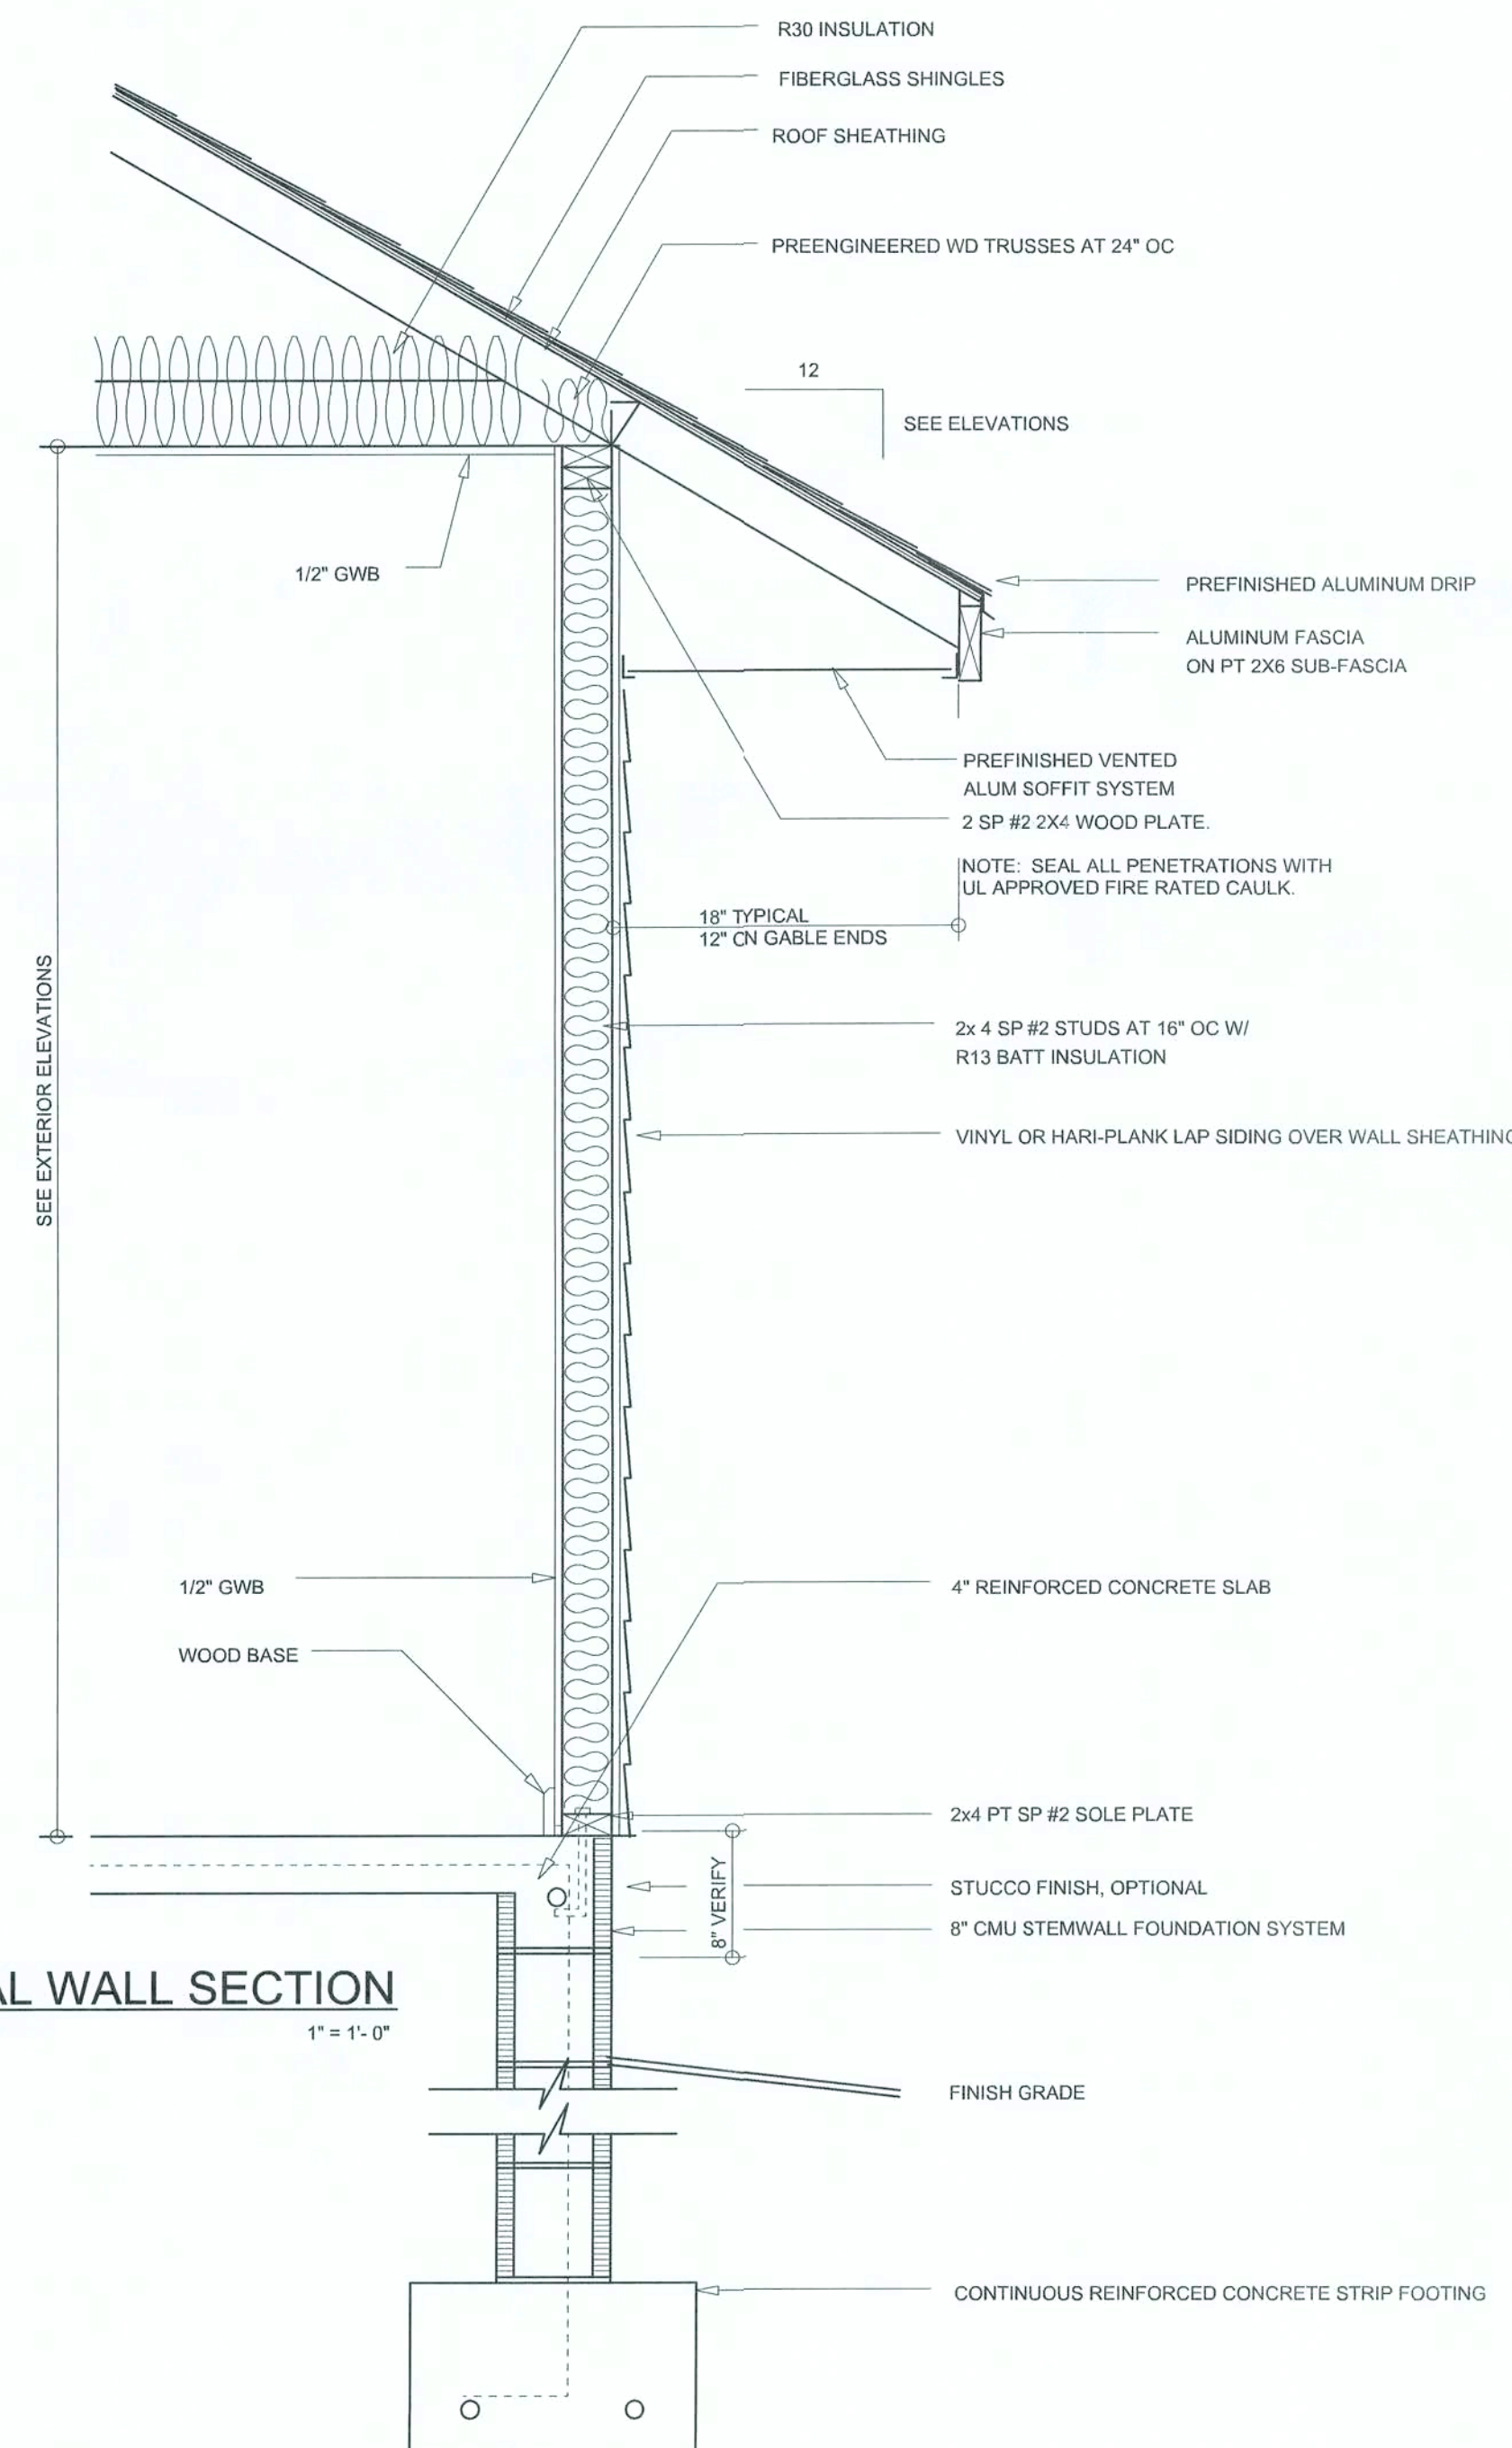 R30 INSULATION
FIBERGLASS SHINGLES
ROOF SHEATHING
PREENGINEERED WD TRUSSES AT 24" OC
12
SEE ELEVATIONS
1/2" GWB
PREFINISHED ALUMINUM DRIP
ALUMINUM FASCIA
ON PT 2X6 SUB-FASCIA
PREFINISHED VENTED
ALUM SOFFIT SYSTEM
2 SP #2 2X4 WOOD PLATE.
NOTE: SEAL ALL PENETRATIONS WITH
UL APPROVED FIRE RATED CAULK.
18" TYPICAL
12" CN GABLE ENDS
SEE EXTERIOR ELEVATIONS
2x 4 SP #2 STUDS AT 16" OC W/
R13 BATT INSULATION
VINYL OR HARI-PLANK LAP SIDING OVER WALL SHEATHING
1/2" GWB
4" REINFORCED CONCRETE SLAB
WOOD BASE
2x4 PT SP #2 SOLE PLATE
8" VERIFY
STUCCO FINISH, OPTIONAL
8" CMU STEMWALL FOUNDATION SYSTEM
AL WALL SECTION
1" = 1'- 0"
FINISH GRADE
CONTINUOUS REINFORCED CONCRETE STRIP FOOTING